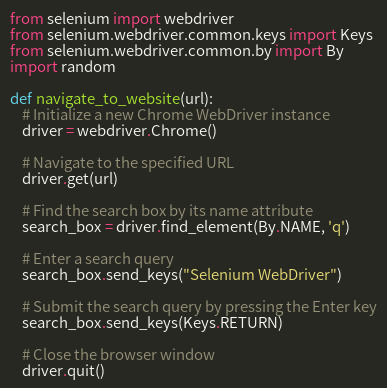 from selenium import webdriver
from selenium.webdriver.common.keys import Keys
from selenium.webdriver.common.by import By
import random

def navigate_to_website(url):
    # Initialize a new Chrome WebDriver instance
    driver = webdriver.Chrome()

    # Navigate to the specified URL
    driver.get(url)

    # Find the search box by its name attribute
    search_box = driver.find_element(By.NAME, 'q')

    # Enter a search query
    search_box.send_keys("Selenium WebDriver")

    # Submit the search query by pressing the Enter key
    search_box.send_keys(Keys.RETURN)

    # Close the browser window
    driver.quit()